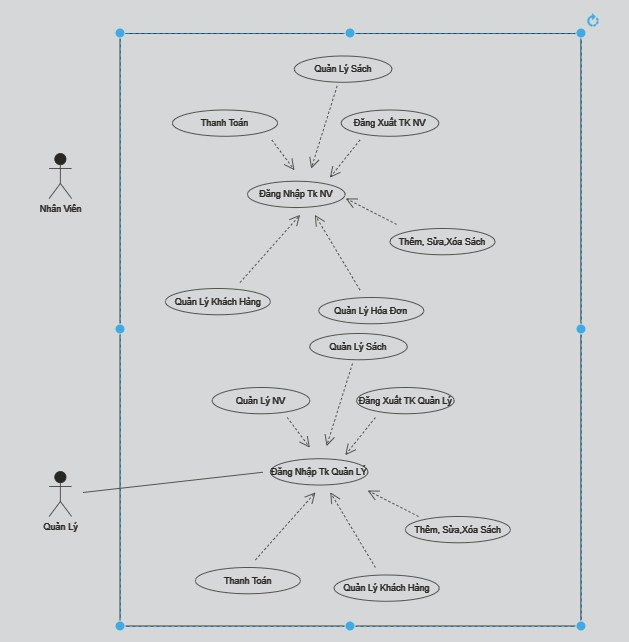 Quản Lý Sách
Thanh Toán
Đăng Xuất TK NV
Nhân Viên
Đăng Nhập Tk NV
Thêm, Sửa,Xóa Sách
Quản Lý Khách Hàng
Quản Lý Hóa Đơn
Quản Lý Sách
Quản Lý NV
Đăng Xuất TK Quản Lý
Đăng Nhập Tk Quản LÝ
Quản Lý
Thêm, Sửa,Xóa Sách
Thanh Toán
Quản Lý Khách Hàng